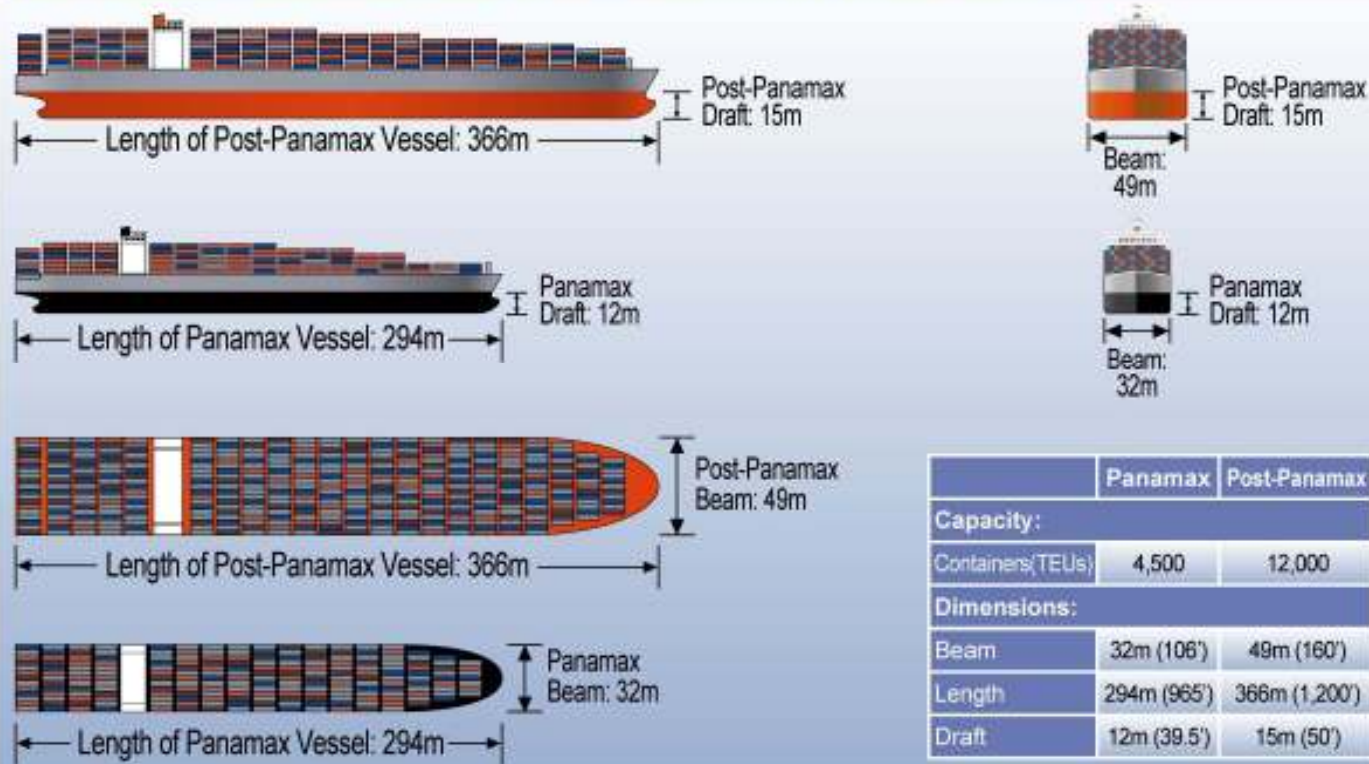 Post-Panamax
Draft: 15m
Length of Post-Panamax Vessel: 366m
Post-Panamax
Draft: 15m
Beam:
49m
Panamax
Draft: 12m
Length of Panamax Vessel: 294m
Panamax
Draft: 12m
Beam:
32m
Post-Panamax
Beam: 49m
Length of Post-Panamax Vessel: 366m
Panamax
Beam: 32m
Length of Panamax Vessel: 294m
Panamax Post-Panamax
Capacity:
Containers(TEUs) 4,500 12,000
Dimensions:
Beam 32m (106') 49m (160')
Length 294m (965') 366m (1,200')
Draft 12m (39.5') 15m (50')